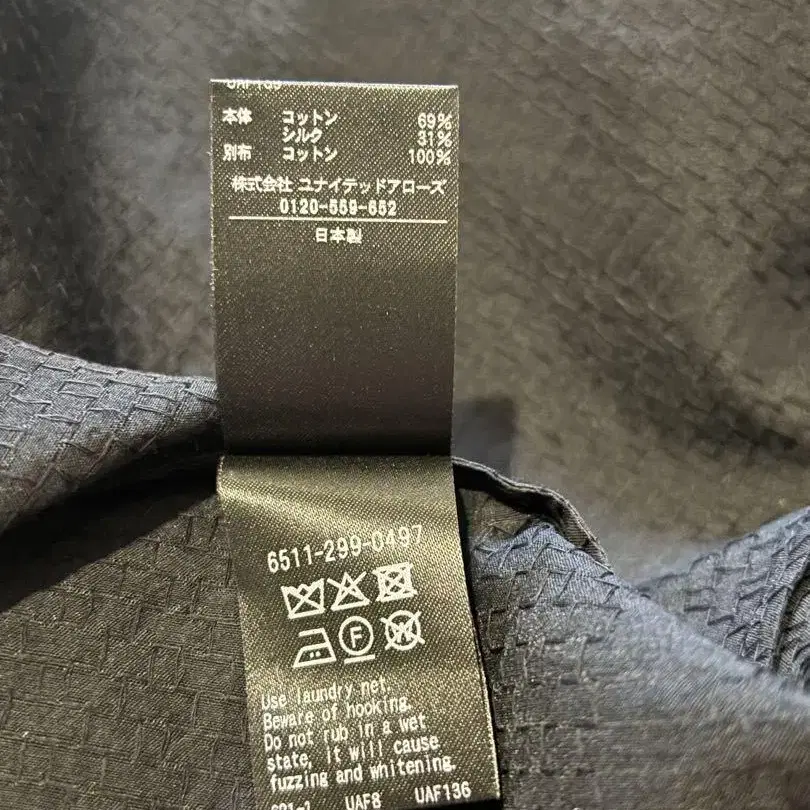 本体 コットン 69%
シルク 31%
別布 コットン 100%
株式会社 ユナイテッドアローズ
0120-559-652
日本製
6511-299-0497
F
W
Use laundry net.
Beware of hooking.
Do not rub in a wet
state, it will cause
fuzzing and whitening.
UAF8 UAF136